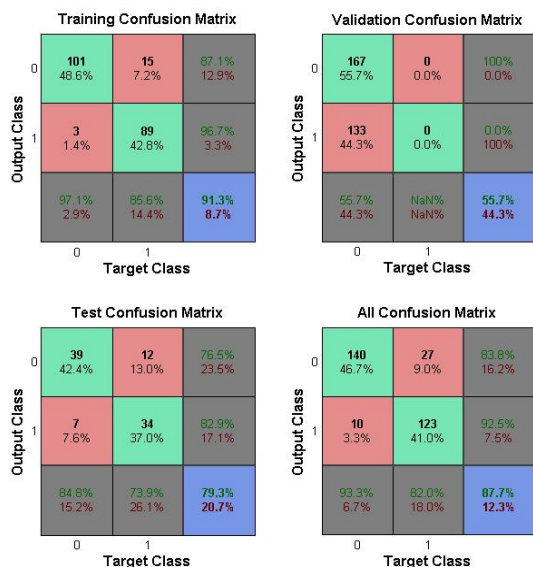 Training Confusion Matrix
0 101 15 87.1%
48.6% 7.2% 12.9%
1 3 89 96.7%
1.4% 42.8% 3.3%
97.1% 85.6% 91.3%
2.9% 14.4% 8.7%
0 1
Target Class
Output Class
Validation Confusion Matrix
0 167 0 100%
55.7% 0.0% 0.0%
1 133 0 0.0%
44.3% 0.0% 100%
55.7% NaN% 55.7%
44.3% NaN% 44.3%
0 1
Target Class
Output Class
Test Confusion Matrix
0 39 12 76.5%
42.4% 13.0% 23.5%
1 7 34 82.9%
7.6% 37.0% 17.1%
84.8% 73.9% 79.3%
15.2% 26.1% 20.7%
0 1
Target Class
Output Class
All Confusion Matrix
0 140 27 83.8%
46.7% 9.0% 16.2%
1 10 123 92.5%
3.3% 41.0% 7.5%
93.3% 82.0% 87.7%
6.7% 18.0% 12.3%
0 1
Target Class
Output Class